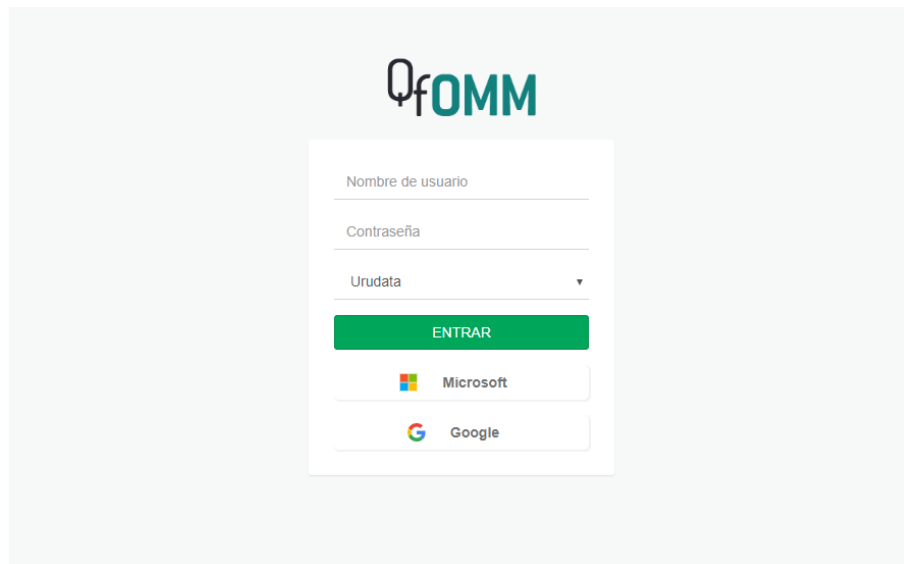 QfOMM
Nombre de usuario
Contraseña
Urudata
ENTRAR
Microsoft
Google